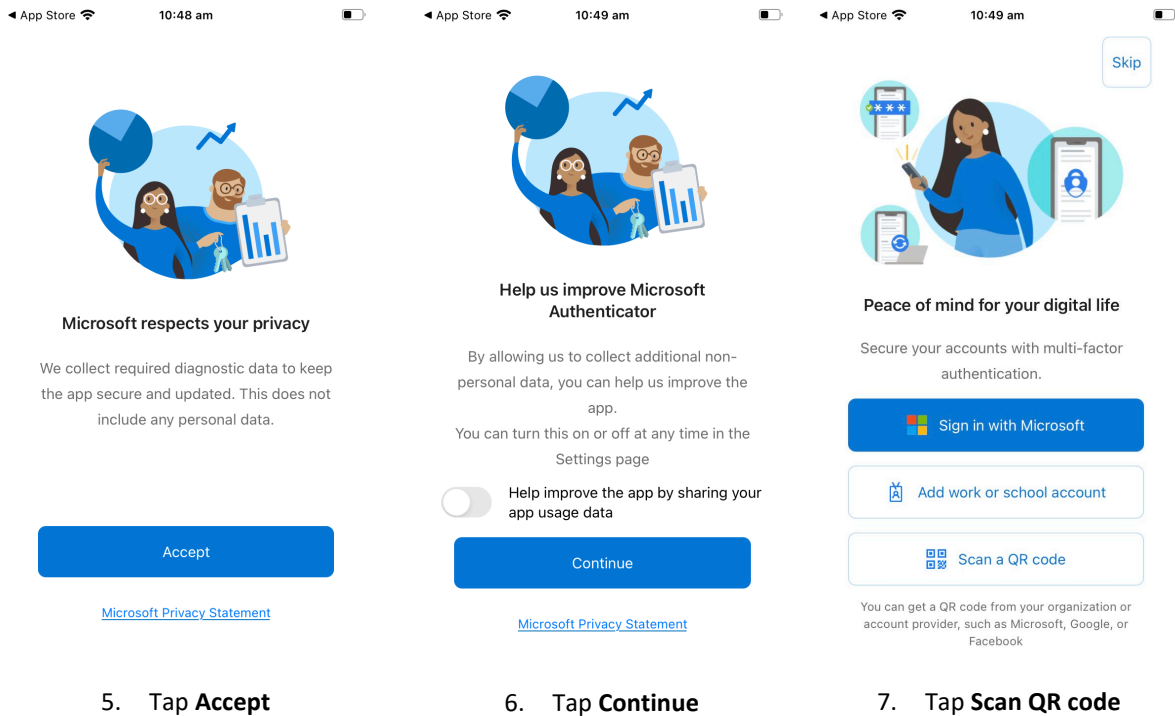 ◀ App Store
10:48 am
Microsoft respects your privacy
We collect required diagnostic data to keep
the app secure and updated. This does not
include any personal data.
Accept
Microsoft Privacy Statement
5. Tap Accept
◀ App Store
10:49 am
Help us improve Microsoft
Authenticator
By allowing us to collect additional non-
personal data, you can help us improve the
app.
You can turn this on or off at any time in the
Settings page
Help improve the app by sharing your
app usage data
Continue
Microsoft Privacy Statement
6. Tap Continue
◀ App Store
10:49 am
Skip
***
Peace of mind for your digital life
Secure your accounts with multi-factor
authentication.
Sign in with Microsoft
Add work or school account
Scan a QR code
You can get a QR code from your organization or
account provider, such as Microsoft, Google, or
Facebook
7. Tap Scan QR code